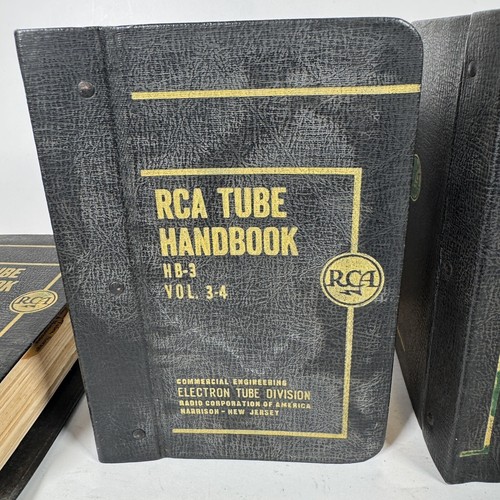 RCA TUBE
HANDBOOK
HB-3
VOL. 3-4
RCA
COMMERCIAL ENGINEERING
ELECTRON TUBE DIVISION
RADIO CORPORATION OF AMERICA
HARRISON - NEW JERSEY
UBE
OK
RCA